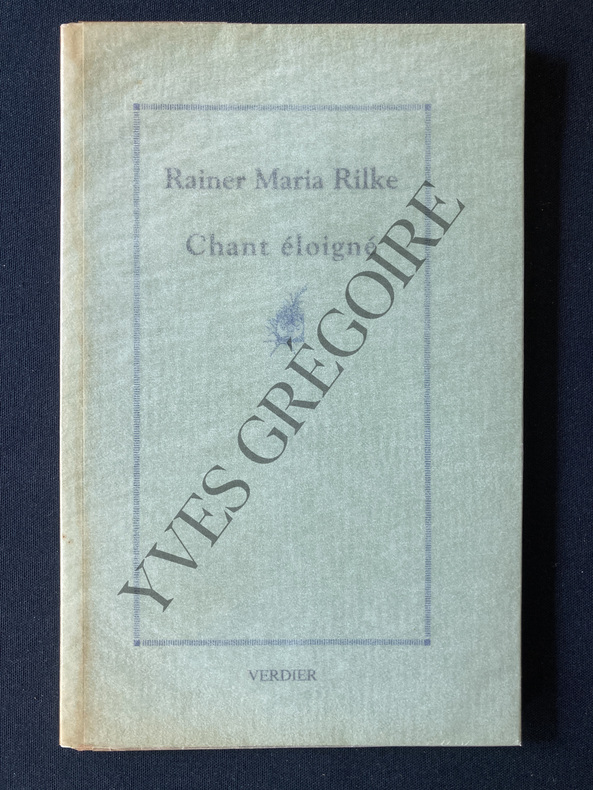 Rainer Maria Rilke
Chant éloigné
YVES GRÉGOIRE
VERDIER